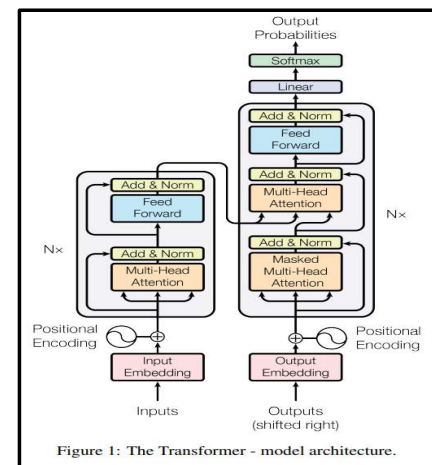 Output
Probabilities
Softmax
Linear
Add & Norm
Feed
Forward
Add & Norm
Multi-Head
Attention
Add & Norm
Masked
Multi-Head
Attention
N×
Positional
Encoding
Output
Embedding
Outputs
(shifted right)
Add & Norm
Feed
Forward
Add & Norm
Multi-Head
Attention
N×
Positional
Encoding
Input
Embedding
Inputs
Figure 1: The Transformer - model architecture.